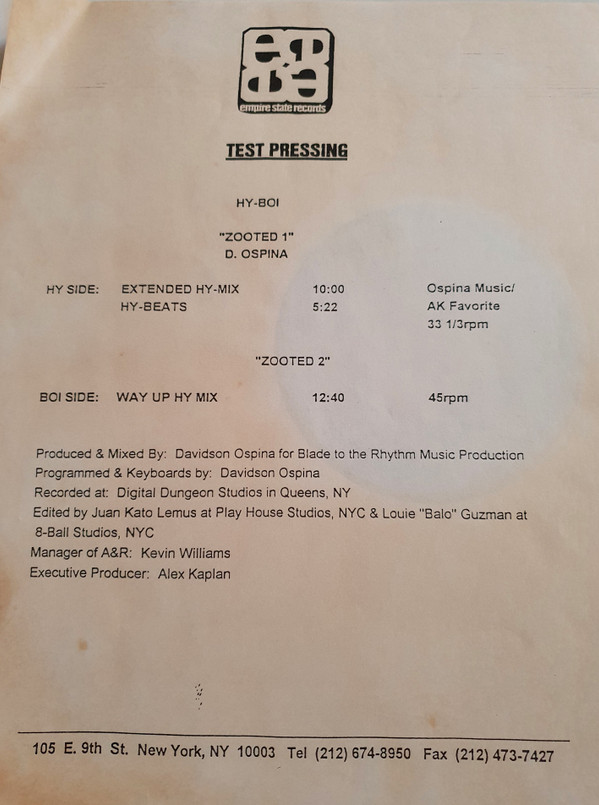 empire state records
TEST PRESSING
HY-BOI
"ZOOTED 1"
D. OSPINA
HY SIDE: EXTENDED HY-MIX 10:00 Ospina Music/
HY-BEATS 5:22 AK Favorite
33 1/3rpm
"ZOOTED 2"
BOI SIDE: WAY UP HY MIX 12:40 45rpm
Produced & Mixed By: Davidson Ospina for Blade to the Rhythm Music Production
Programmed & Keyboards by: Davidson Ospina
Recorded at: Digital Dungeon Studios in Queens, NY
Edited by Juan Kato Lemus at Play House Studios, NYC & Louie "Balo" Guzman at
8-Ball Studios, NYC
Manager of A&R: Kevin Williams
Executive Producer: Alex Kaplan
105 E. 9th St. New York, NY 10003 Tel (212) 674-8950 Fax (212) 473-7427